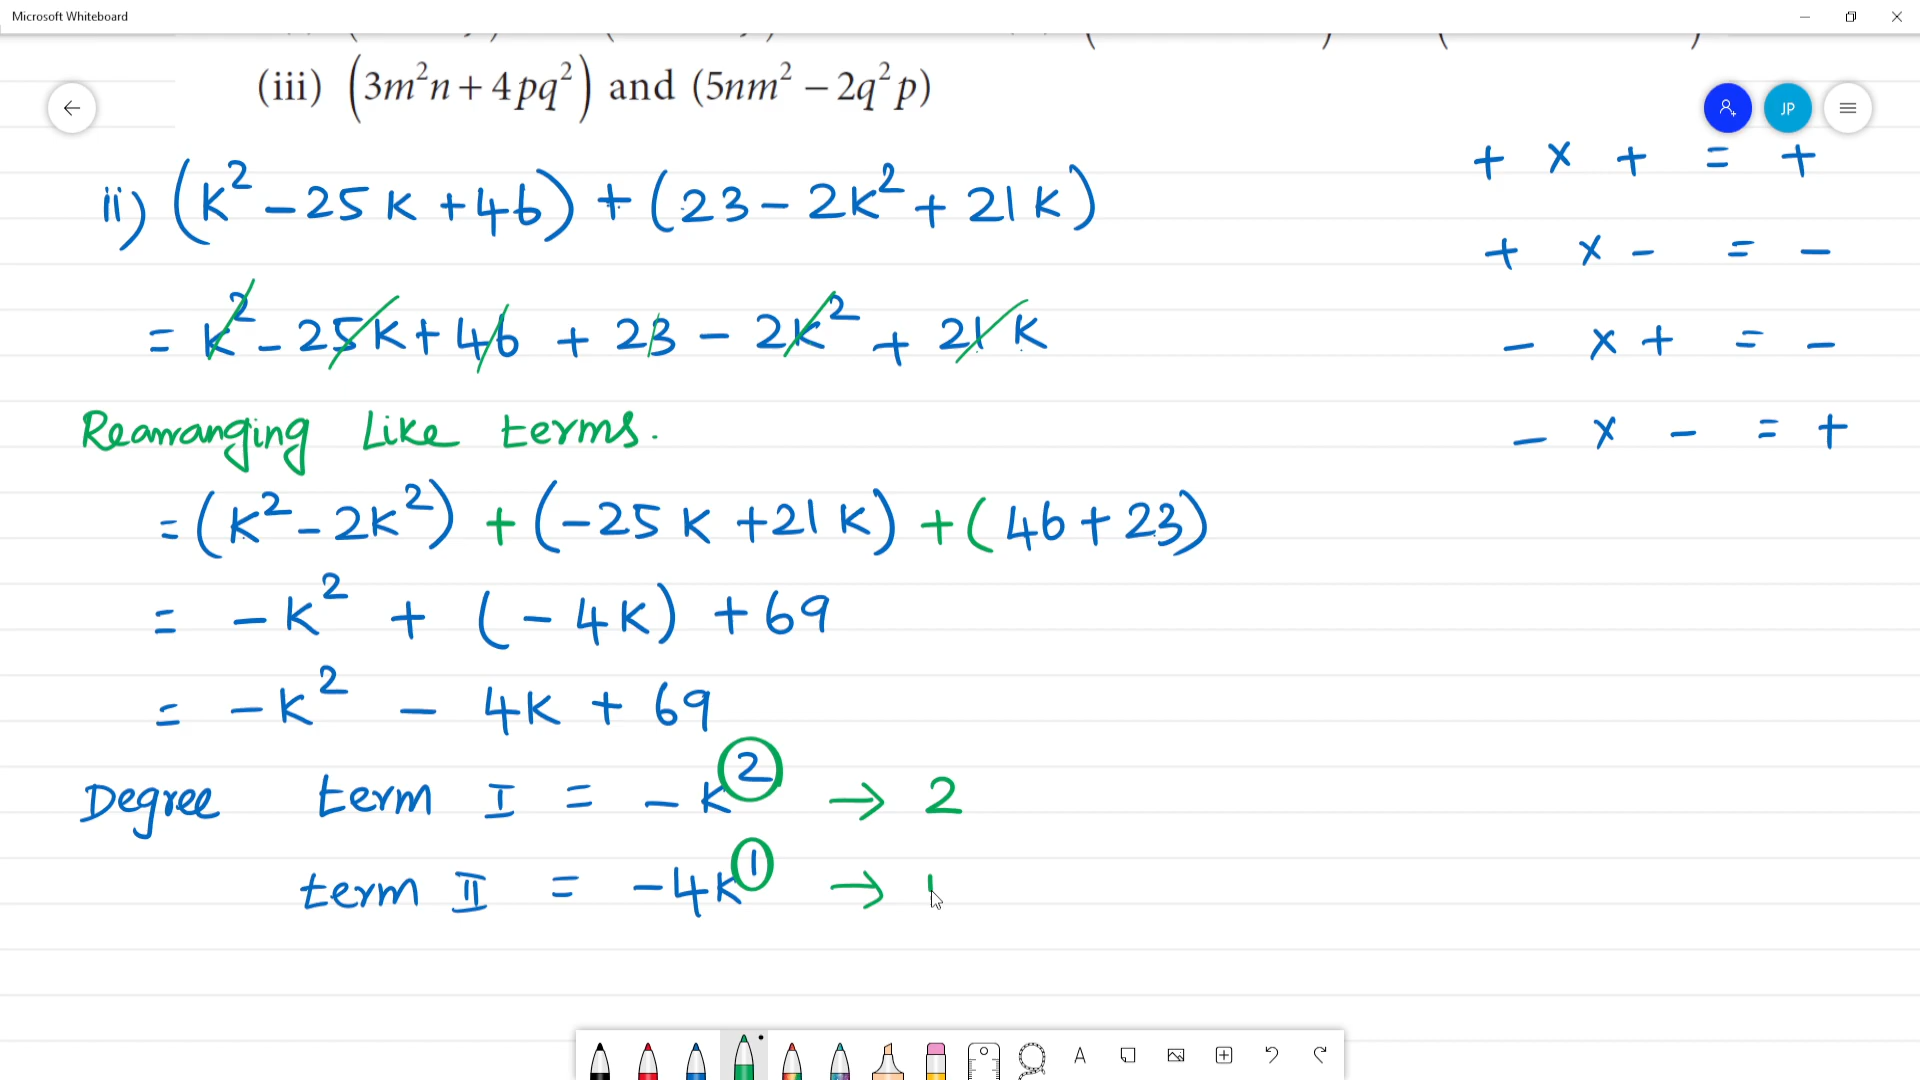 Microsoft Whiteboard
(iii) (3m²n + 4pq²) and (5nm² – 2q²p)
JP
ii) (k² - 25k + 46) + (23 - 2k² + 21k)
= k² - 25k + 46 + 23 - 2k² + 21k
Rearranging Like terms.
= (k² - 2k²) + (-25k + 21k) + (46 + 23)
= -k² + (-4k) + 69
= -k² - 4k + 69
Degree term I = -k² → 2
term II = -4k¹ → 1
+ x + = +
+ x - = -
- x + = -
- x - = +
A